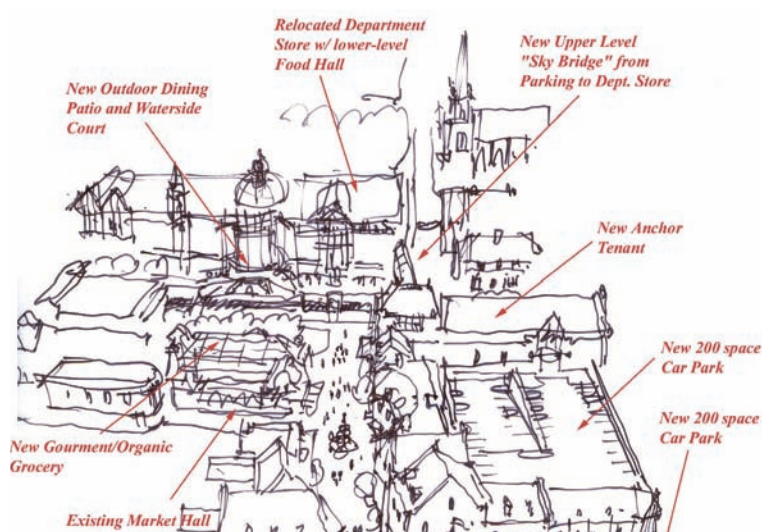 Relocated Department
Store w/ lower-level
Food Hall
New Upper Level
"Sky Bridge" from
Parking to Dept. Store
New Outdoor Dining
Patio and Waterside
Court
New Anchor
Tenant
New 200 space
Car Park
New 200 space
Car Park
New Gourment/Organic
Grocery
Existing Market Hall